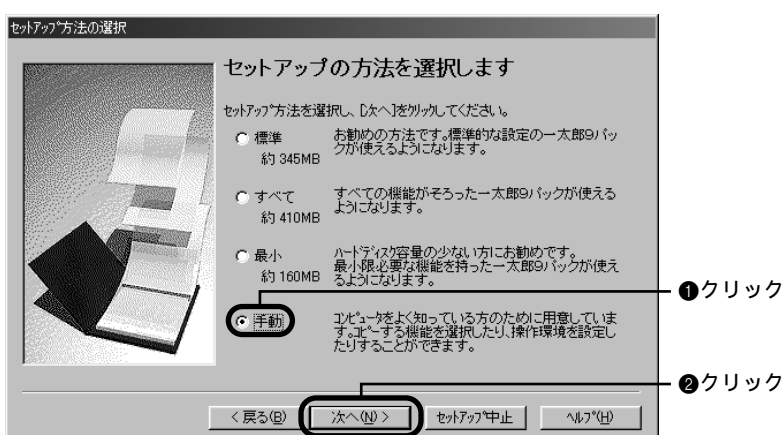 セットアップ方法の選択
セットアップの方法を選択します
セットアップ方法を選択し、[次へ]をクリックしてください。
標準
約 345MB
お勧めの方法です。標準的な設定の一太郎9パッ
クが使えるようになります。
すべて
約 410MB
すべての機能がそろった一太郎9パックが使える
ようになります。
最小
約 160MB
ハードディスク容量の少ない方にお勧めです。
最小限必要な機能を持った一太郎9パックが使え
るようになります。
手動
コンピュータをよく知っている方のために用意していま
す。コピーする機能を選択したり、操作環境を設定し
たりすることができます。
❶クリック
❷クリック
< 戻る(B)
次へ(N) >
セットアップ中止
ヘルプ(H)